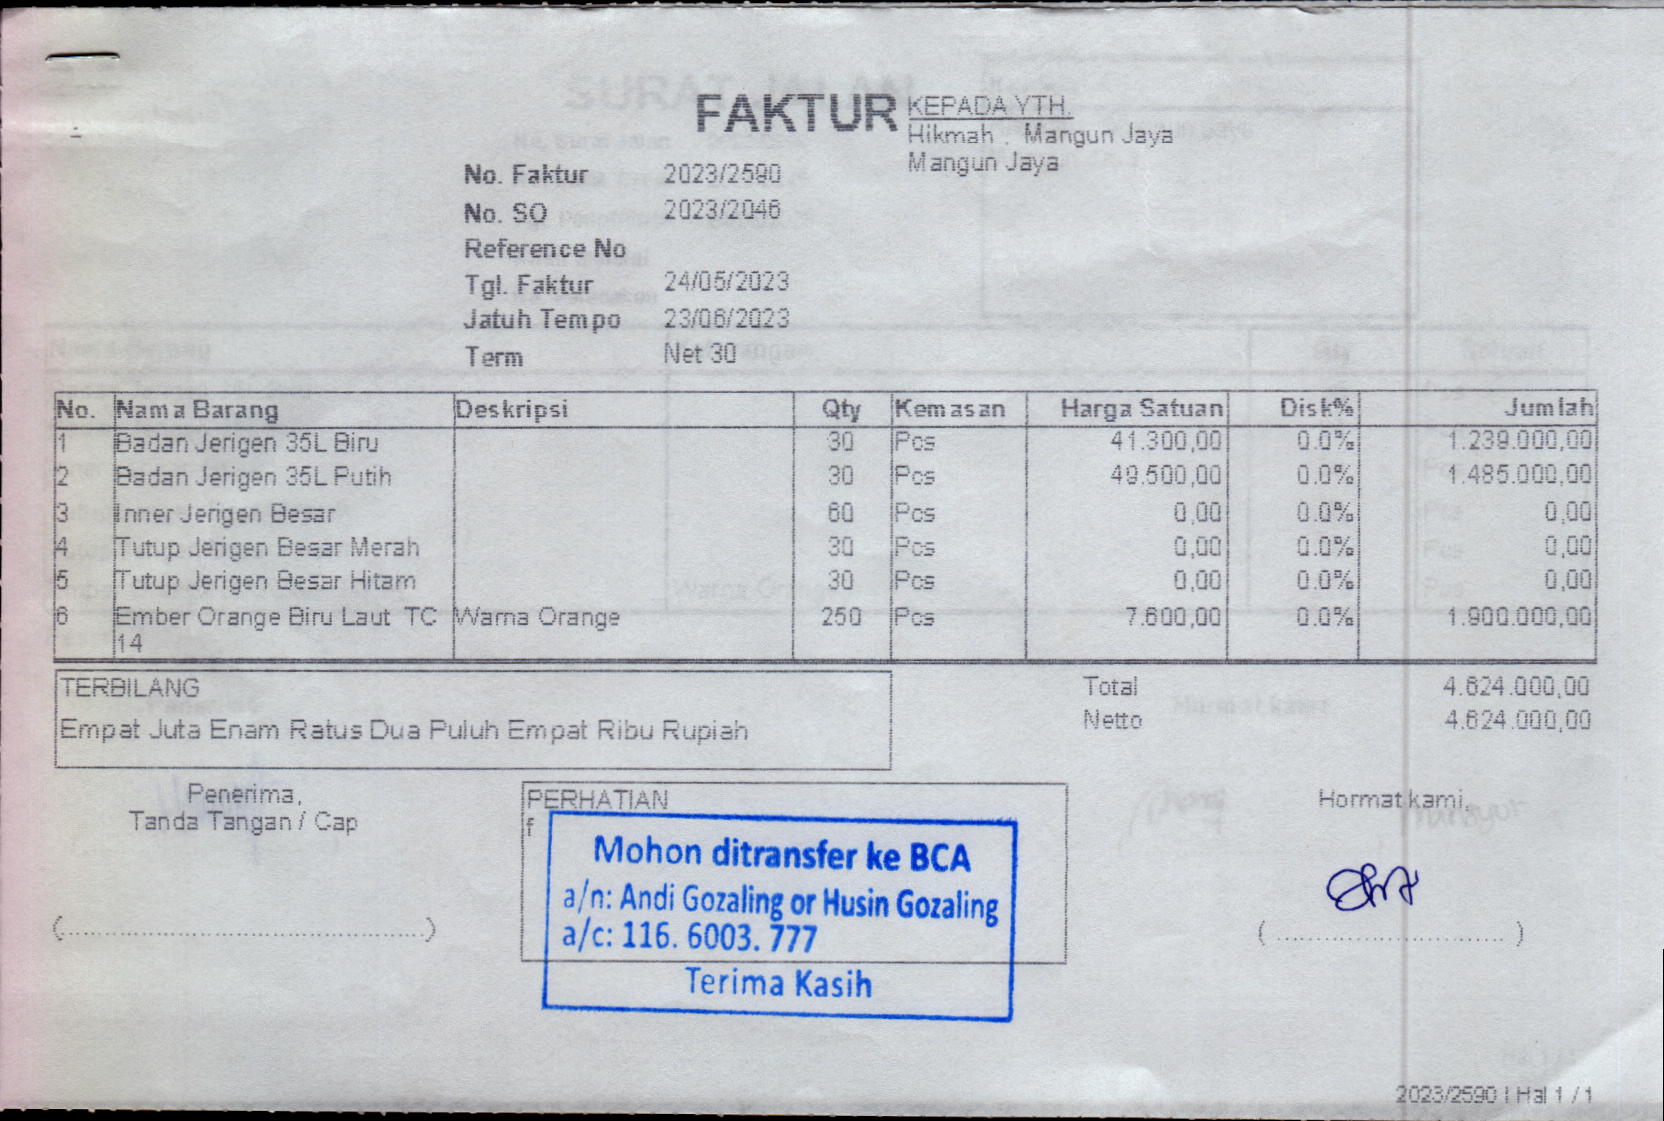 FAKTUR
KEPADA YTH.
Hikmah . Mangun Jaya
Mangun Jaya
No. Faktur 2023/2590
No. SO 2023/2046
Reference No
Tgl. Faktur 24/05/2023
Jatuh Tempo 23/06/2023
Term Net 30
No. Nama Barang Deskripsi Qty Kemasan Harga Satuan Disk% Jumlah
1 Badan Jerigen 35L Biru 30 Pcs 41.300,00 0.0% 1.239.000,00
2 Badan Jerigen 35L Putih 30 Pcs 49.500,00 0.0% 1.485.000,00
3 Inner Jerigen Besar 60 Pcs 0,00 0.0% 0,00
4 Tutup Jerigen Besar Merah 30 Pcs 0,00 0.0% 0,00
5 Tutup Jerigen Besar Hitam 30 Pcs 0,00 0.0% 0,00
6 Ember Orange Biru Laut TC Warna Orange 250 Pcs 7.600,00 0.0% 1.900.000,00
14
TERBILANG
Empat Juta Enam Ratus Dua Puluh Empat Ribu Rupiah
Total 4.624.000,00
Netto 4.624.000,00
Penerima,
Tanda Tangan / Cap
(......................................)
PERHATIAN
f
Mohon ditransfer ke BCA
a/n: Andi Gozaling or Husin Gozaling
a/c: 116. 6003. 777
Terima Kasih
Hormat kami,
( ............................ )
2023/2590 | Hal 1 / 1